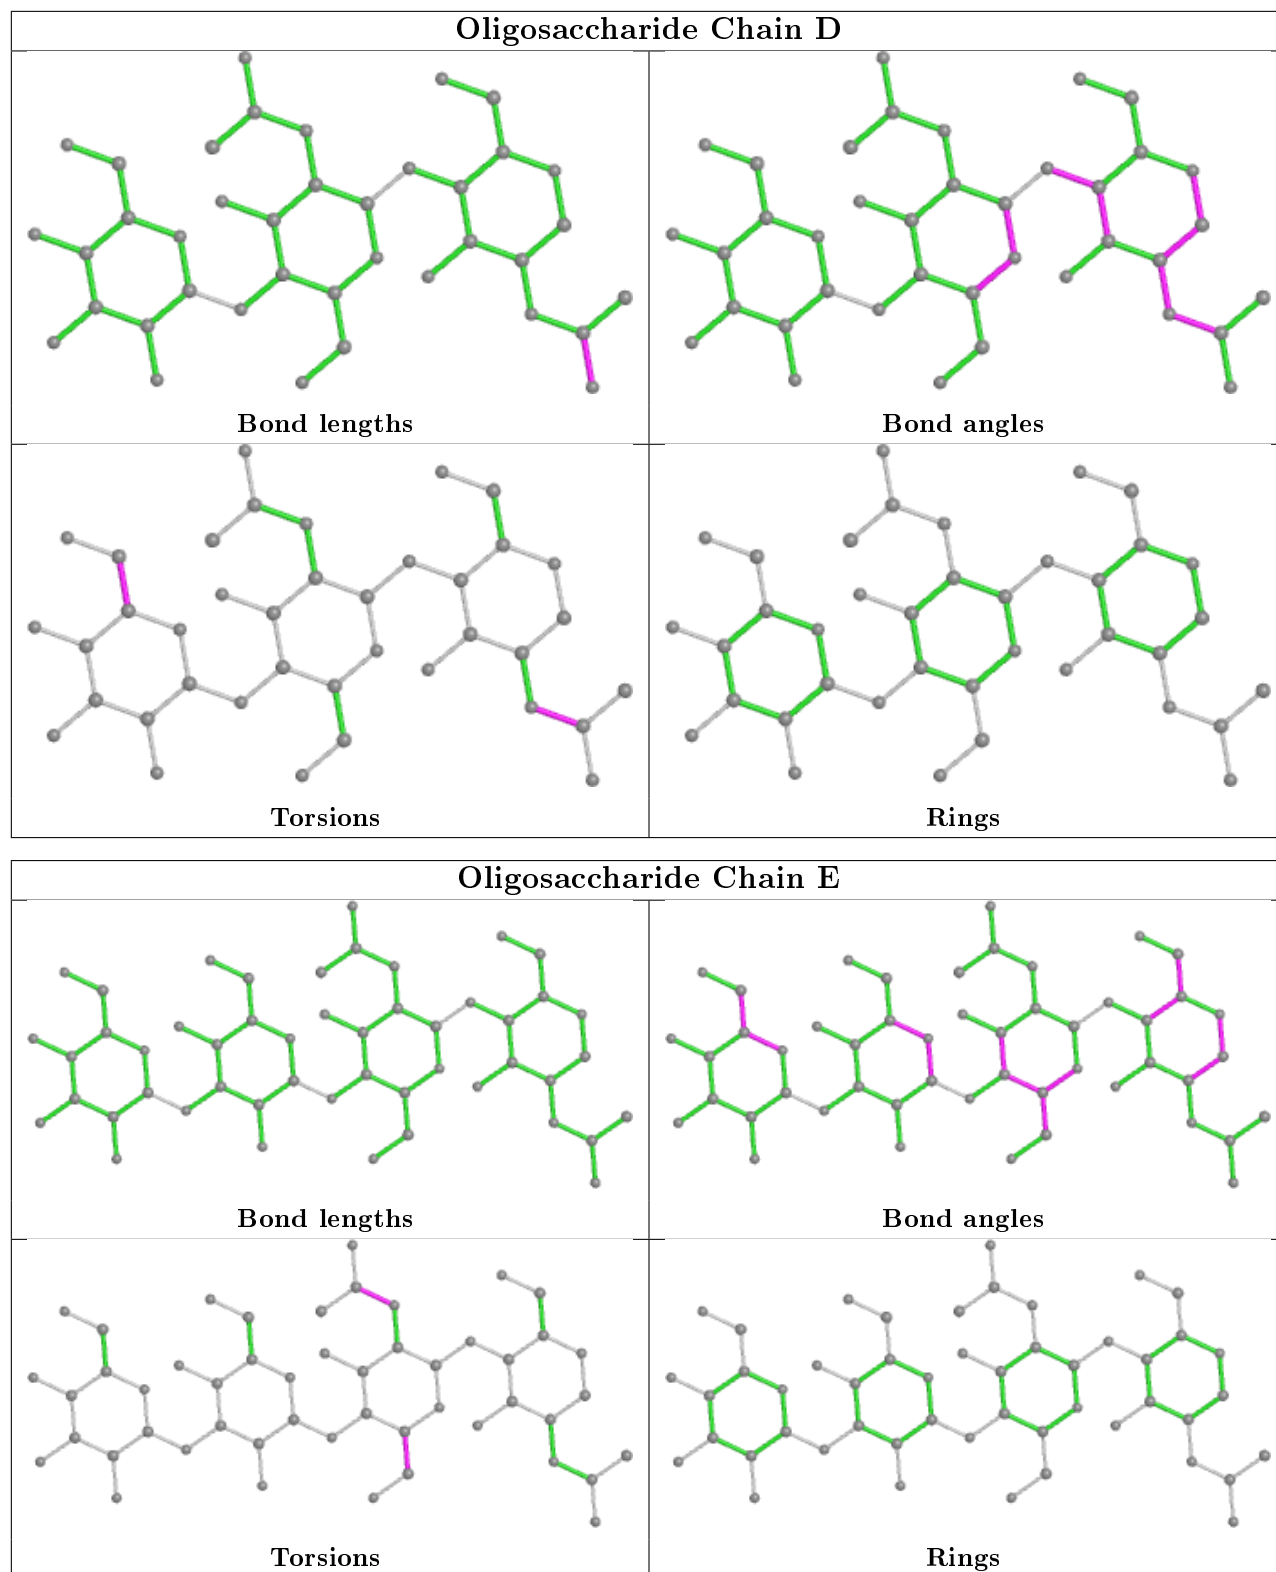 Oligosaccharide Chain D
Bond lengths
Bond angles
Torsions
Rings
Oligosaccharide Chain E
Bond lengths
Bond angles
Torsions
Rings